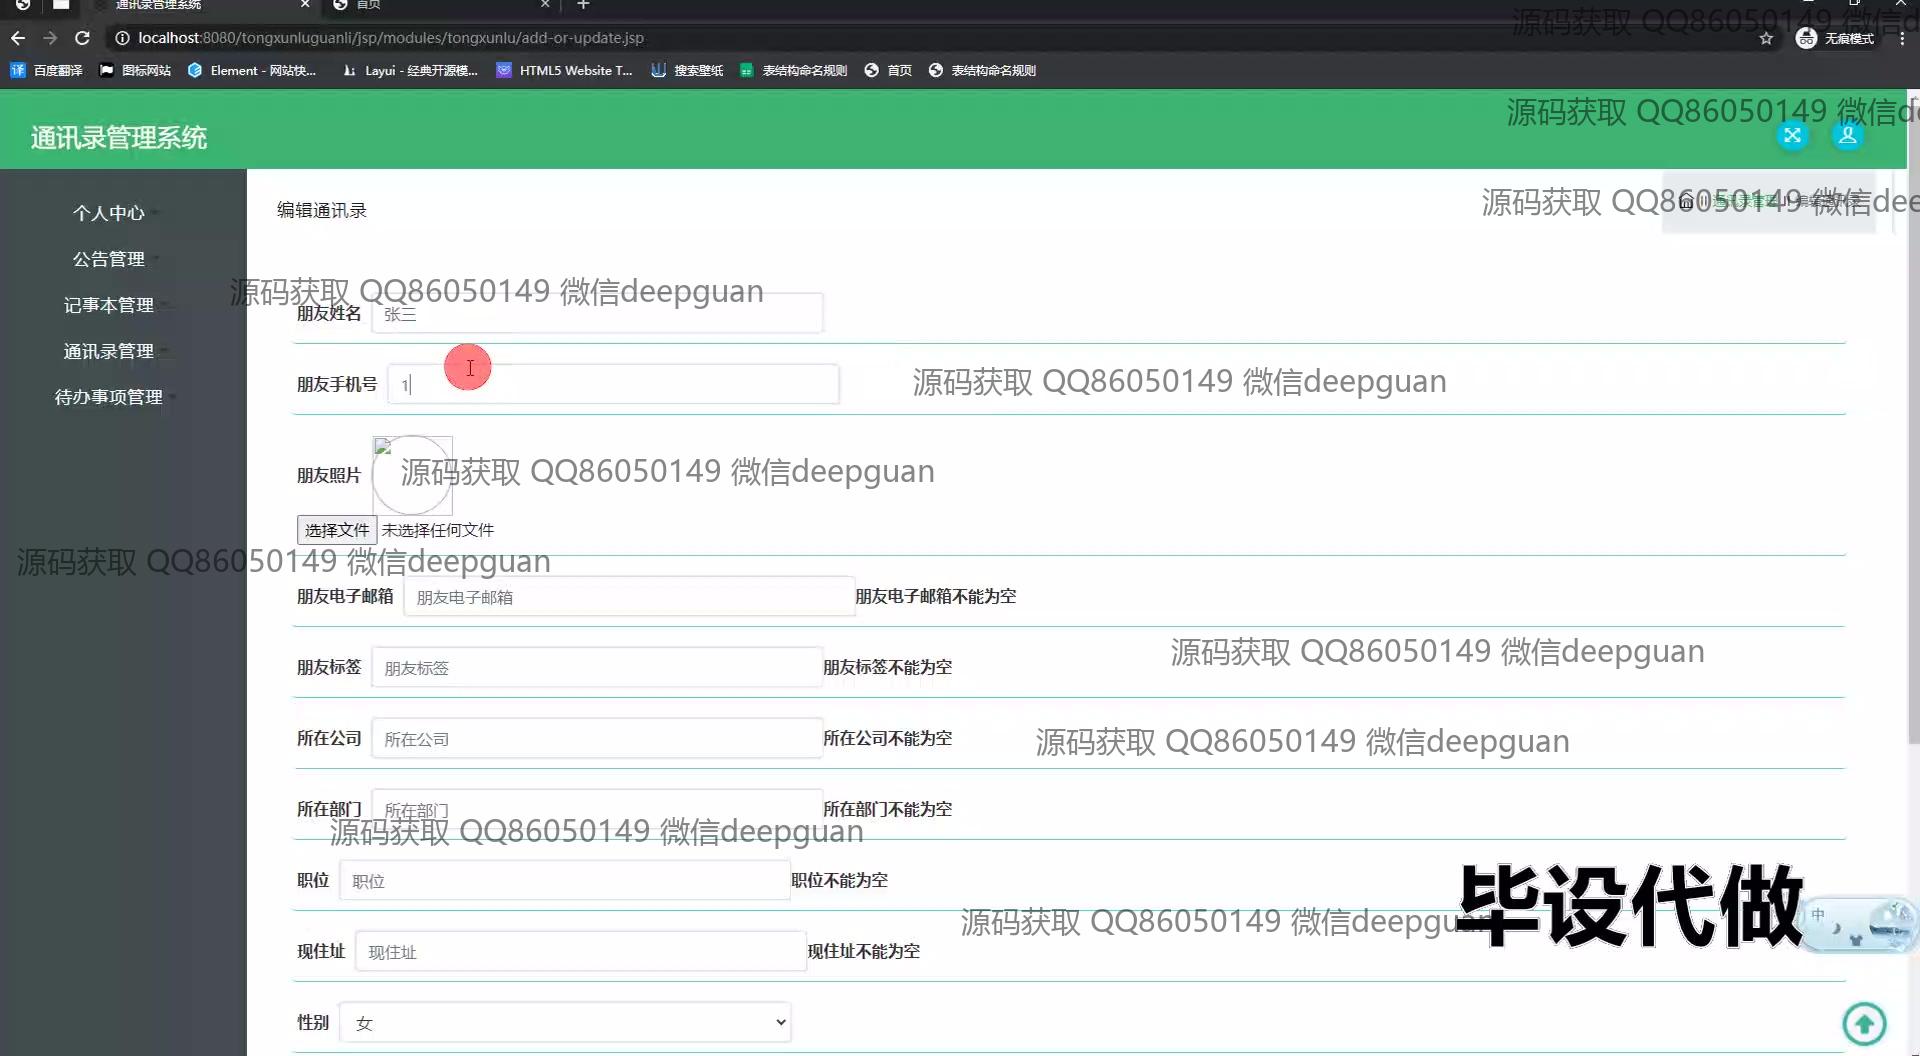 通讯录管理系统
首页
localhost:8080/tongxunluguanli/jsp/modules/tongxunlu/add-or-update.jsp
无痕模式
源码获取 QQ86050149 微信d
译 百度翻译 图标网站 Element - 网站快... Layui - 经典开源模... HTML5 Website T... 搜索壁纸 表结构命名规则 首页 表结构命名规则
源码获取 QQ86050149 微信de
通讯录管理系统
源码获取 QQ86050149 微信dee
个人中心
公告管理
记事本管理
通讯录管理
待办事项管理
编辑通讯录
通讯录管理 // 编辑通讯录
源码获取 QQ86050149 微信deepguan
朋友姓名 张三
朋友手机号 1
源码获取 QQ86050149 微信deepguan
朋友照片
源码获取 QQ86050149 微信deepguan
选择文件 未选择任何文件
源码获取 QQ86050149 微信deepguan
朋友电子邮箱 朋友电子邮箱 朋友电子邮箱不能为空
源码获取 QQ86050149 微信deepguan
朋友标签 朋友标签 朋友标签不能为空
所在公司 所在公司 所在公司不能为空
源码获取 QQ86050149 微信deepguan
所在部门 所在部门 所在部门不能为空
源码获取 QQ86050149 微信deepguan
职位 职位 职位不能为空
毕设代做
中
源码获取 QQ86050149 微信deepguan
现住址 现住址 现住址不能为空
性别 女